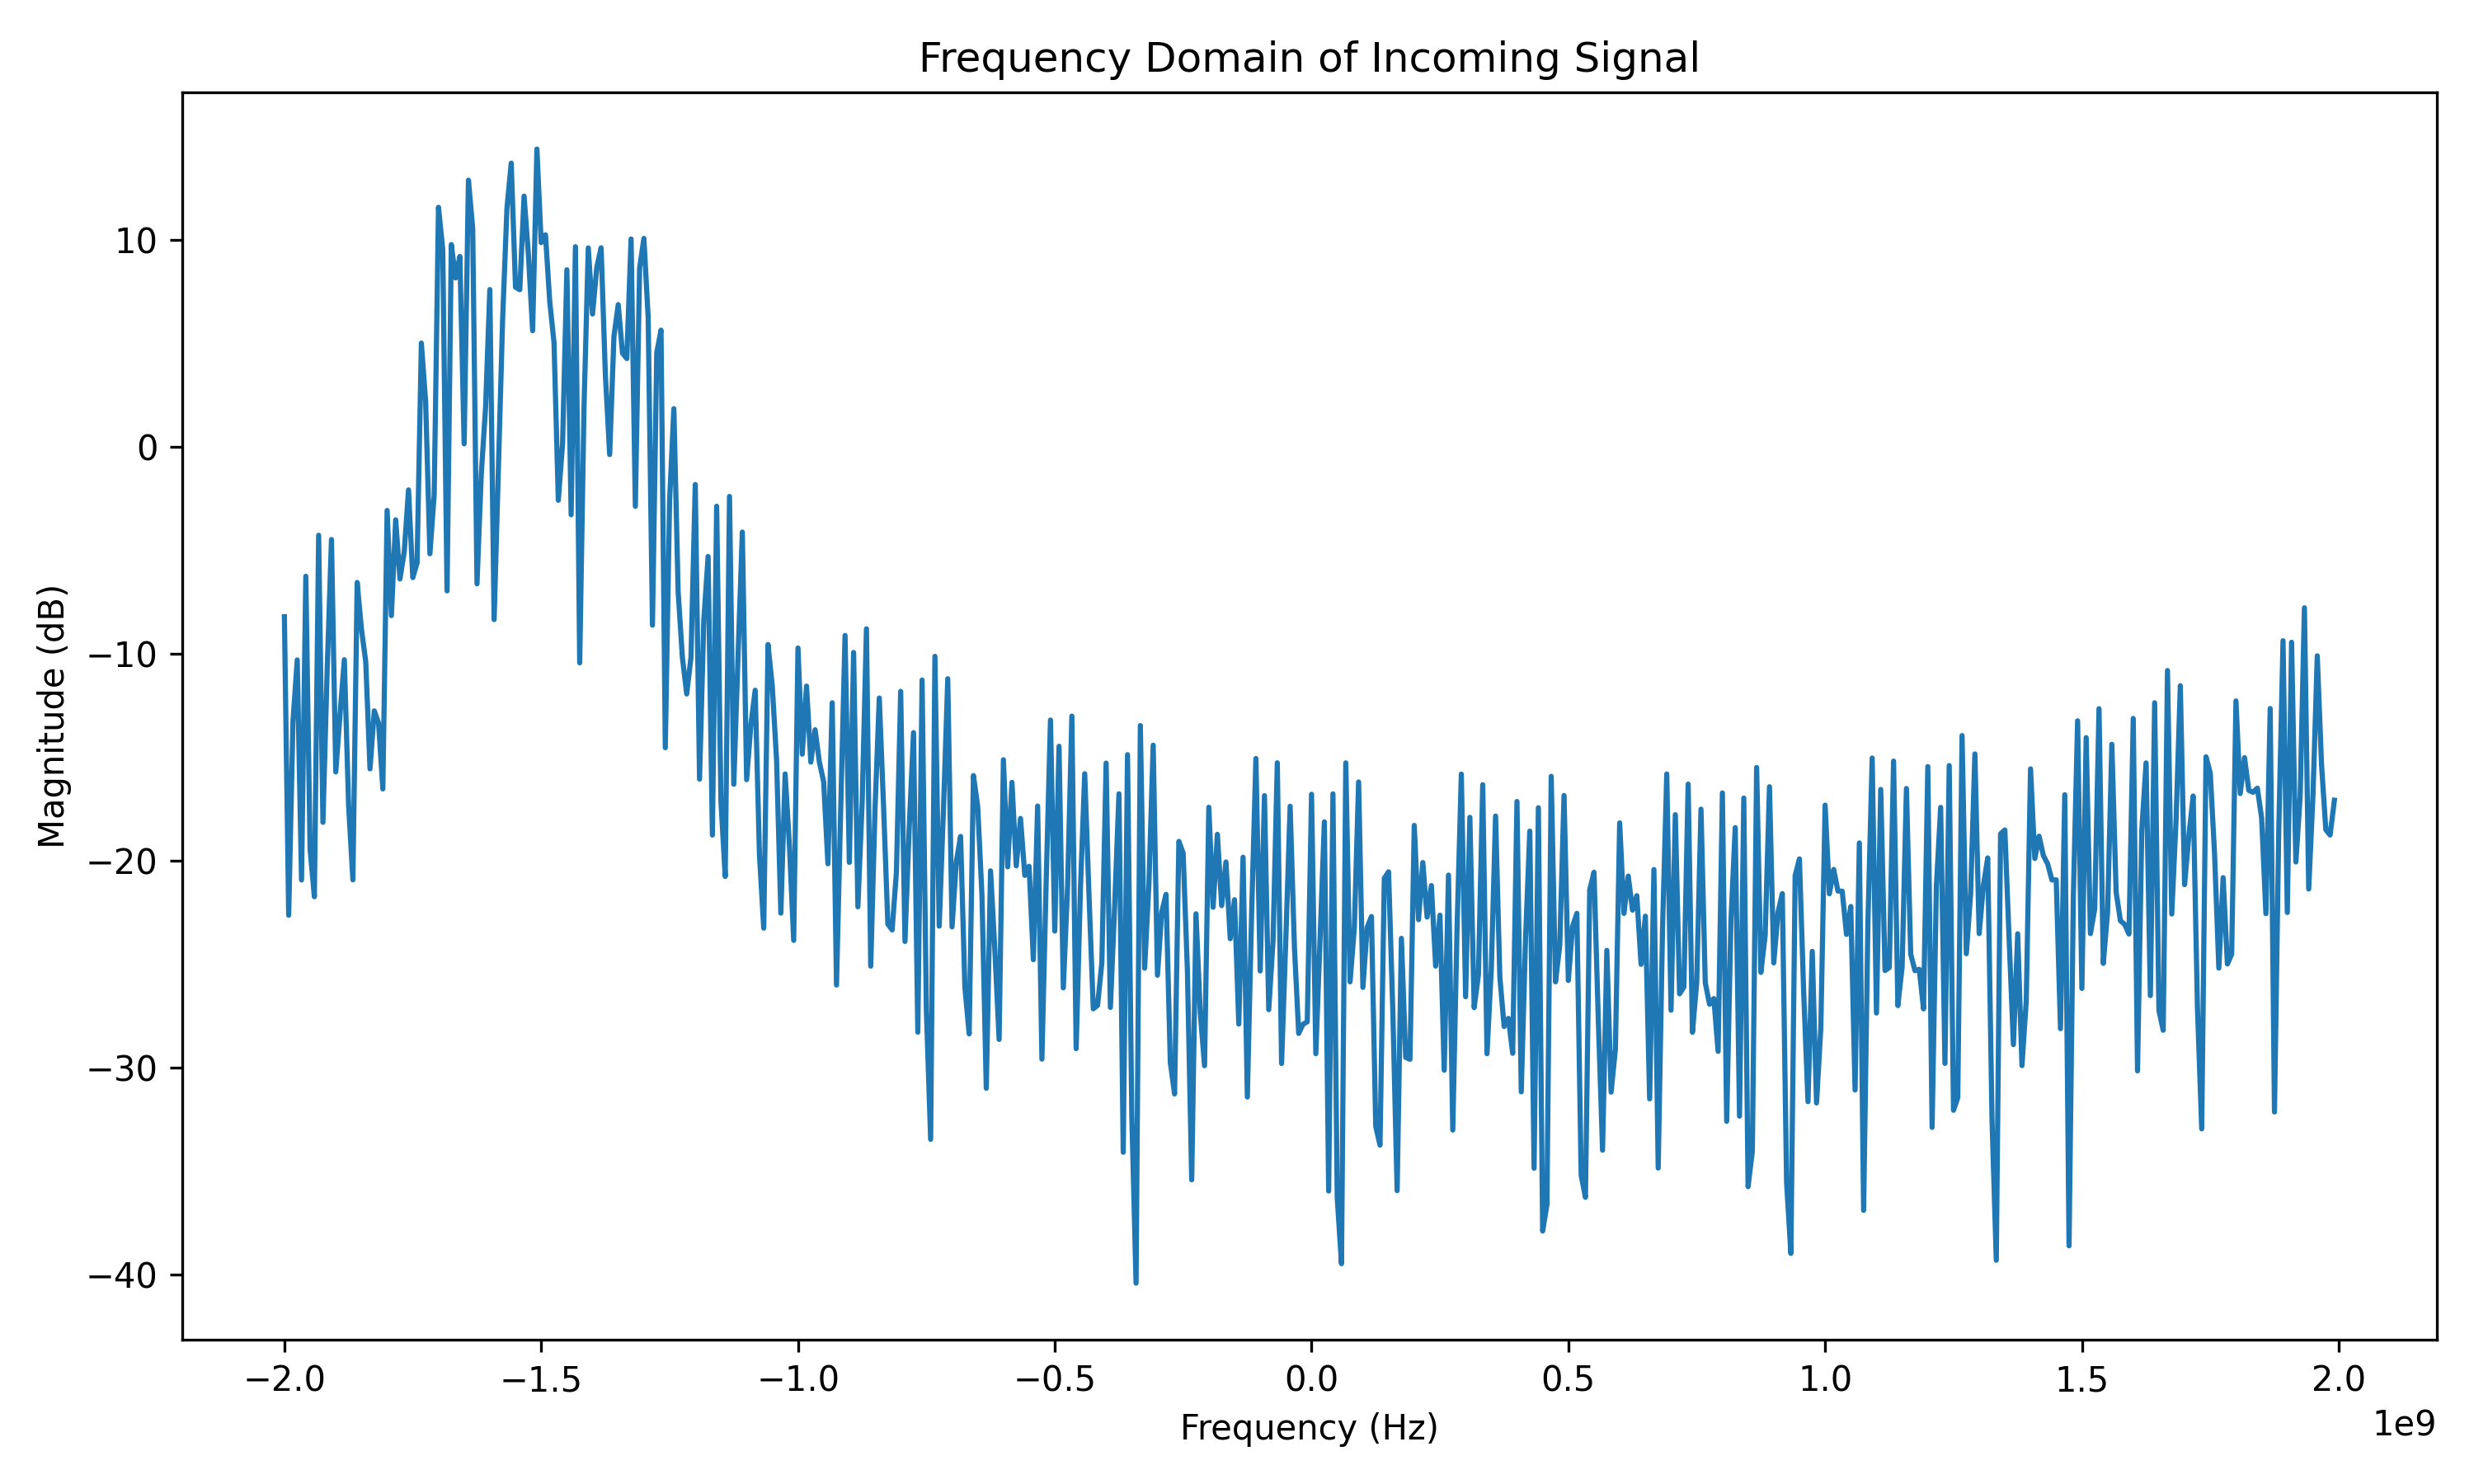 Frequency Domain of Incoming Signal
Magnitude (dB)
10
0
−10
−20
−30
−40
−2.0 −1.5 −1.0 −0.5 0.0 0.5 1.0 1.5 2.0
1e9
Frequency (Hz)